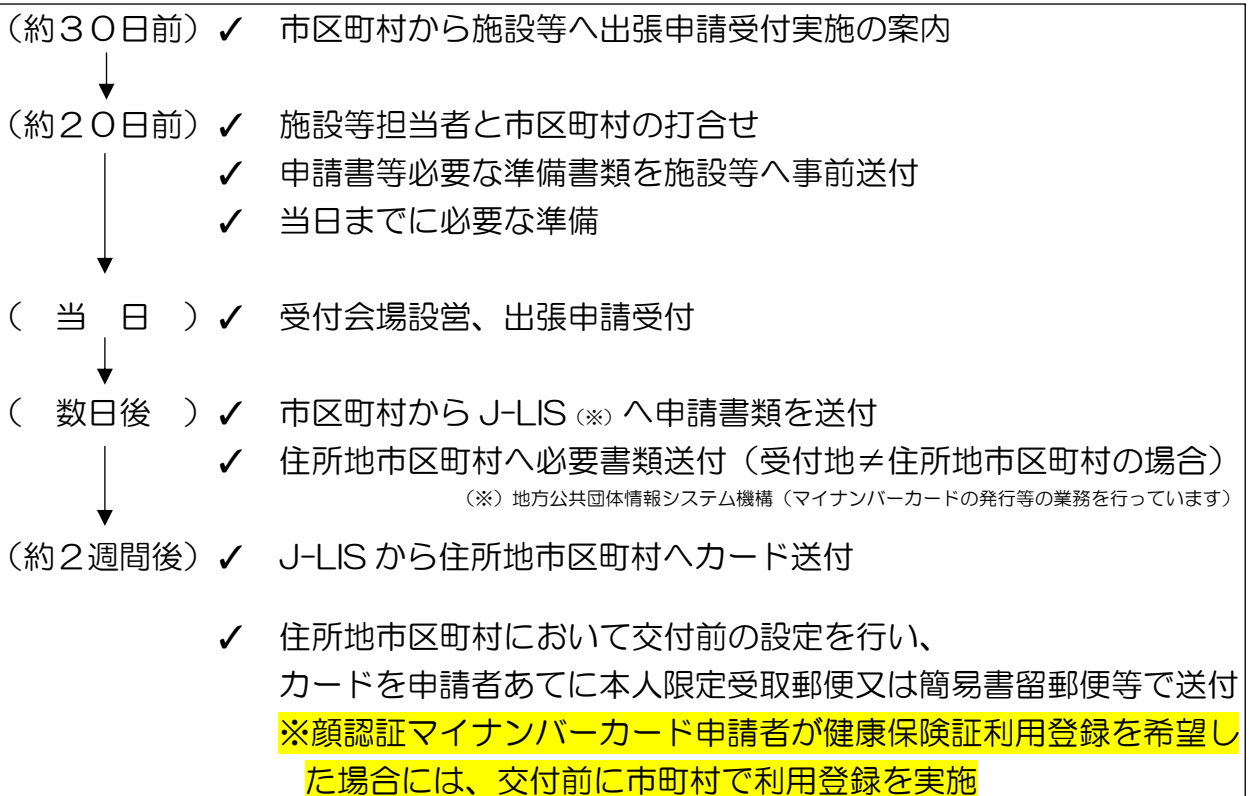 （約３０日前）✓ 市区町村から施設等へ出張申請受付実施の案内
（約２０日前）✓ 施設等担当者と市区町村の打合せ
✓ 申請書等必要な準備書類を施設等へ事前送付
✓ 当日までに必要な準備
（ 当 日 ）✓ 受付会場設営、出張申請受付
（ 数日後 ）✓ 市区町村から J-LIS（※）へ申請書類を送付
✓ 住所地市区町村へ必要書類送付（受付地≠住所地市区町村の場合）
（※）地方公共団体情報システム機構（マイナンバーカードの発行等の業務を行っています）
（約２週間後）✓ J-LIS から住所地市区町村へカード送付
✓ 住所地市区町村において交付前の設定を行い、
カードを申請者あてに本人限定受取郵便又は簡易書留郵便等で送付
※顔認証マイナンバーカード申請者が健康保険証利用登録を希望し
た場合には、交付前に市町村で利用登録を実施